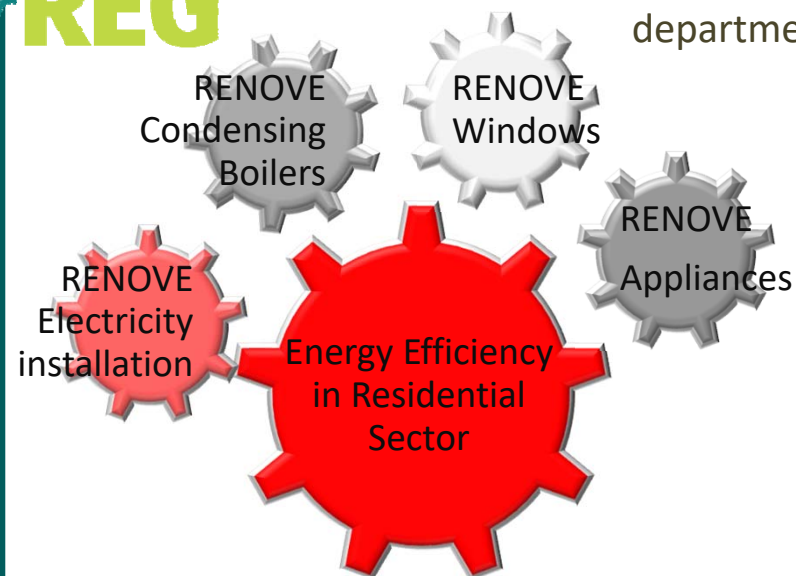 REG
departme
RENOVE
Condensing
Boilers
RENOVE
Windows
RENOVE
Appliances
RENOVE
Electricity
installation
Energy Efficiency
in Residential
Sector